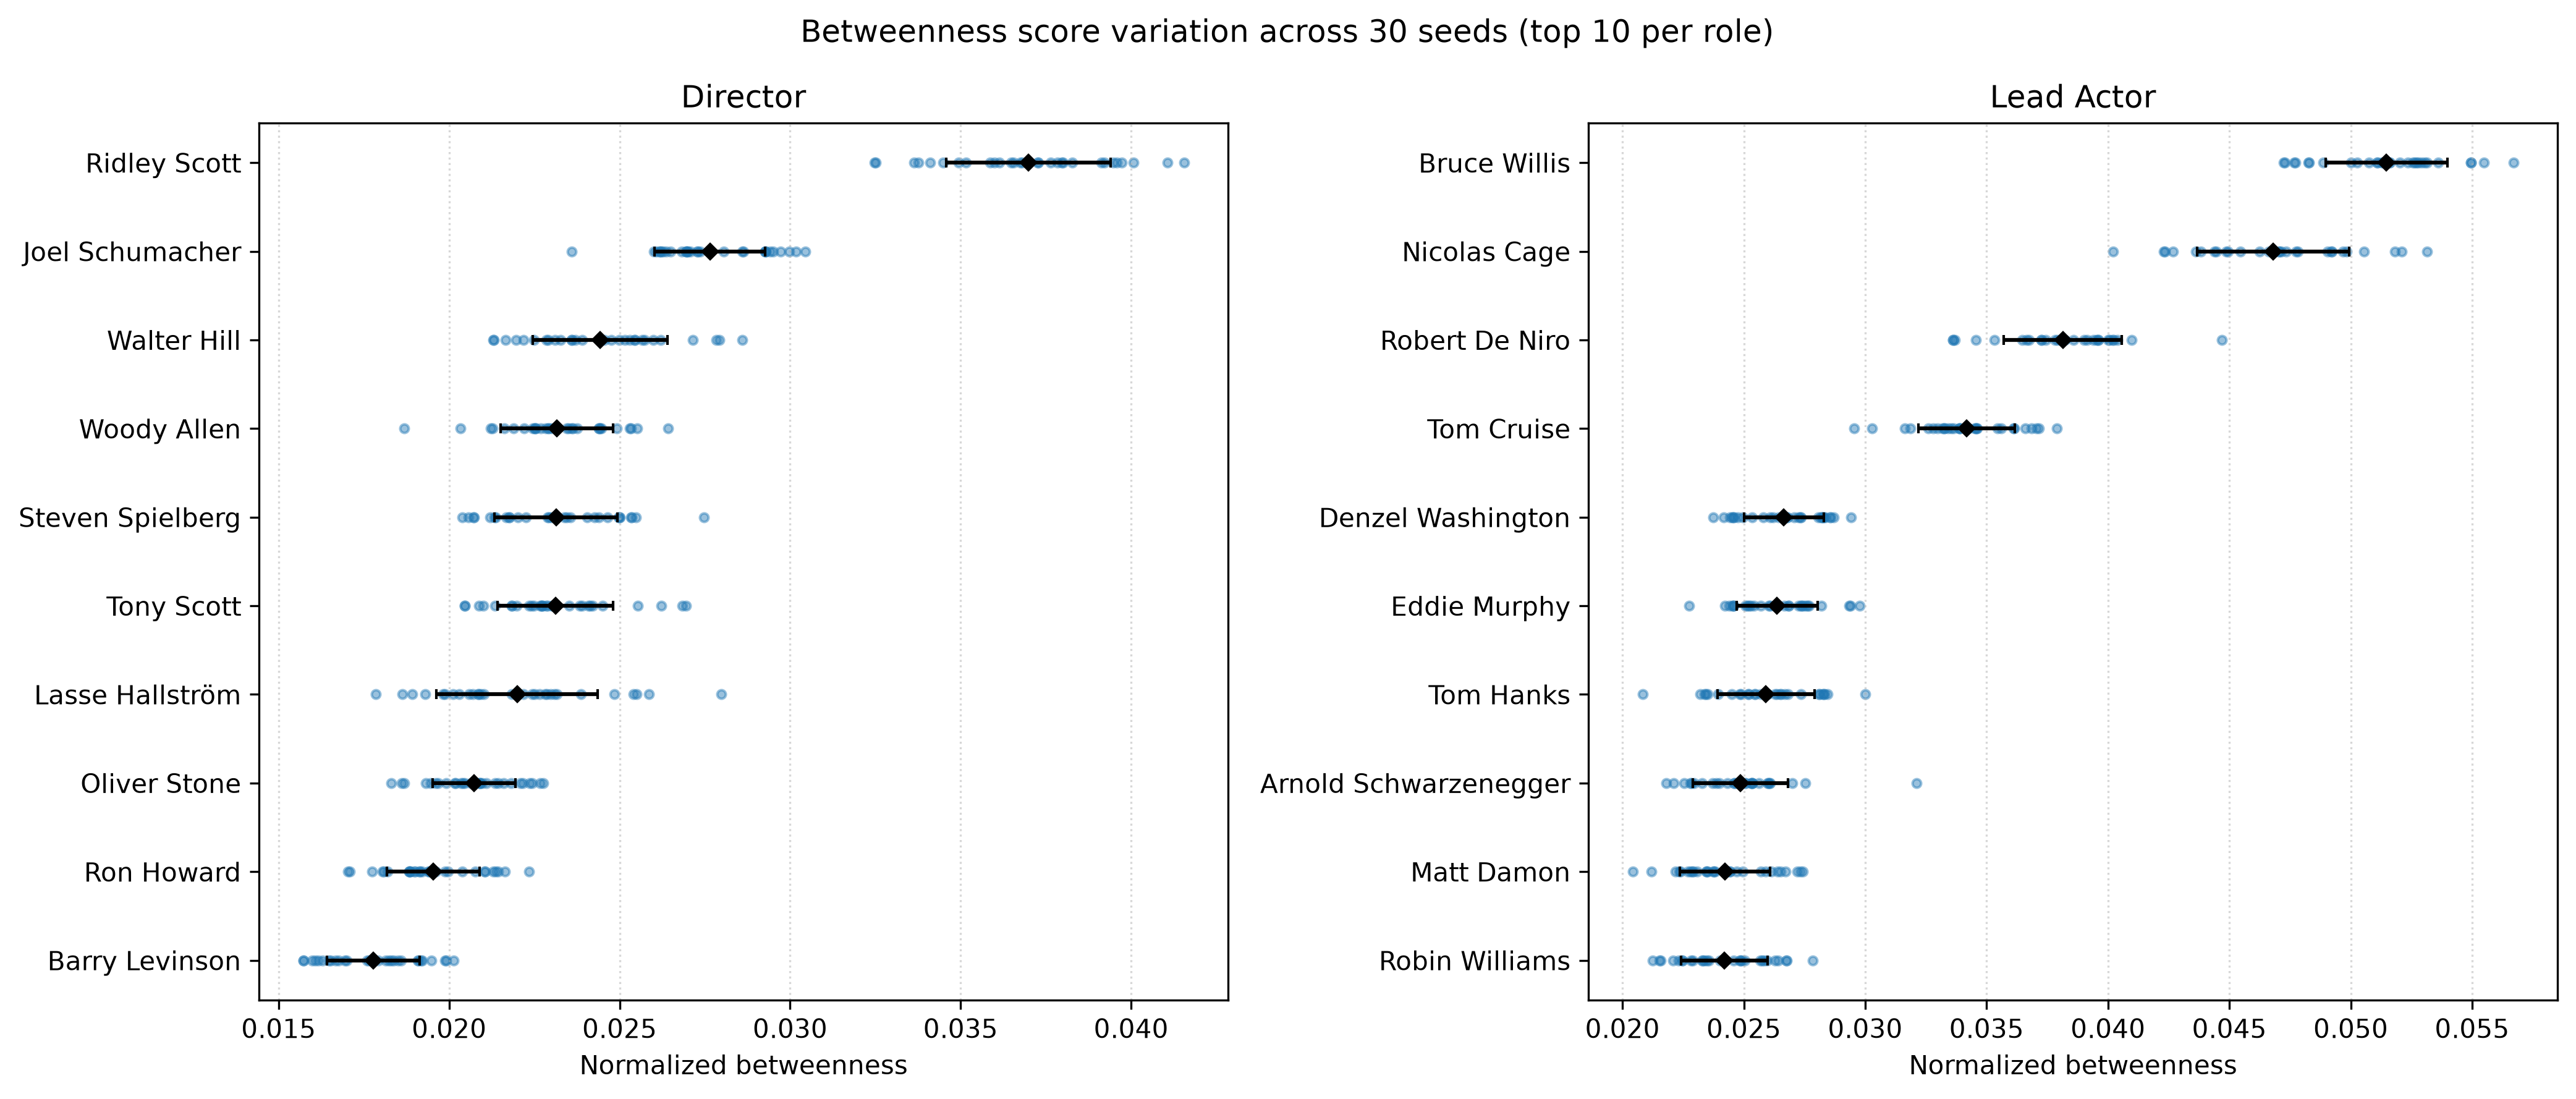 Betweenness score variation across 30 seeds (top 10 per role)
Director
Ridley Scott
Joel Schumacher
Walter Hill
Woody Allen
Steven Spielberg
Tony Scott
Lasse Hallström
Oliver Stone
Ron Howard
Barry Levinson
0.015 0.020 0.025 0.030 0.035 0.040
Normalized betweenness
Lead Actor
Bruce Willis
Nicolas Cage
Robert De Niro
Tom Cruise
Denzel Washington
Eddie Murphy
Tom Hanks
Arnold Schwarzenegger
Matt Damon
Robin Williams
0.020 0.025 0.030 0.035 0.040 0.045 0.050 0.055
Normalized betweenness